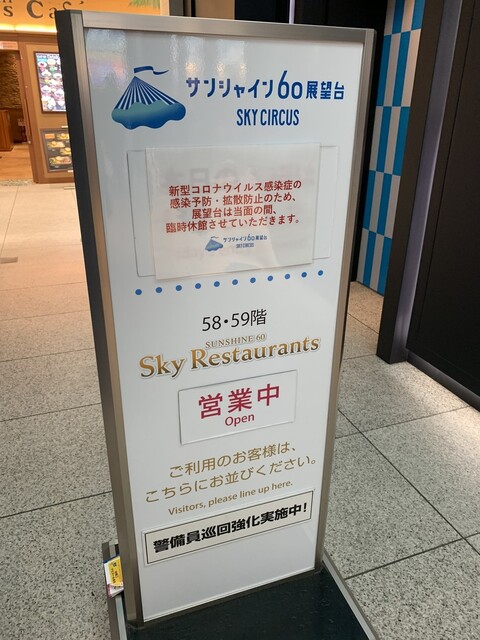 s Café
サンシャイン60展望台
SKY CIRCUS
新型コロナウイルス感染症の
感染予防・拡散防止のため、
展望台は当面の間、
臨時休館させていただきます。
サンシャイン60展望台
SKY CIRCUS
58・59階
SUNSHINE 60
Sky Restaurants
営業中
Open
ご利用のお客様は、
こちらにお並びください。
Visitors, please line up here.
警備員巡回強化実施中!